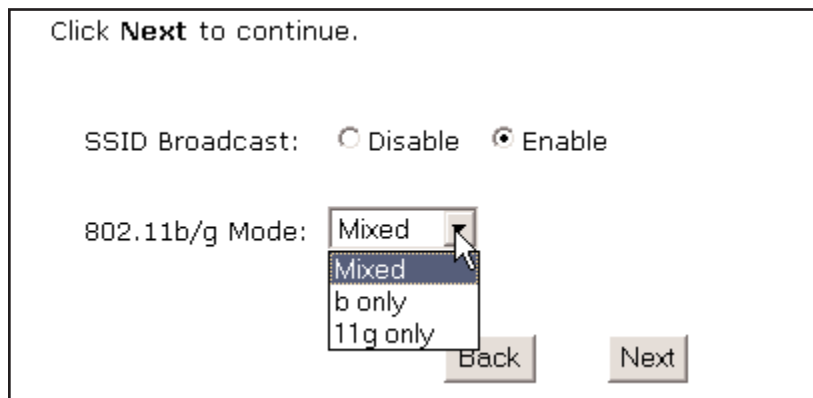 Click Next to continue.
SSID Broadcast: Disable Enable
802.11b/g Mode: Mixed
Mixed
b only
11g only
Back Next